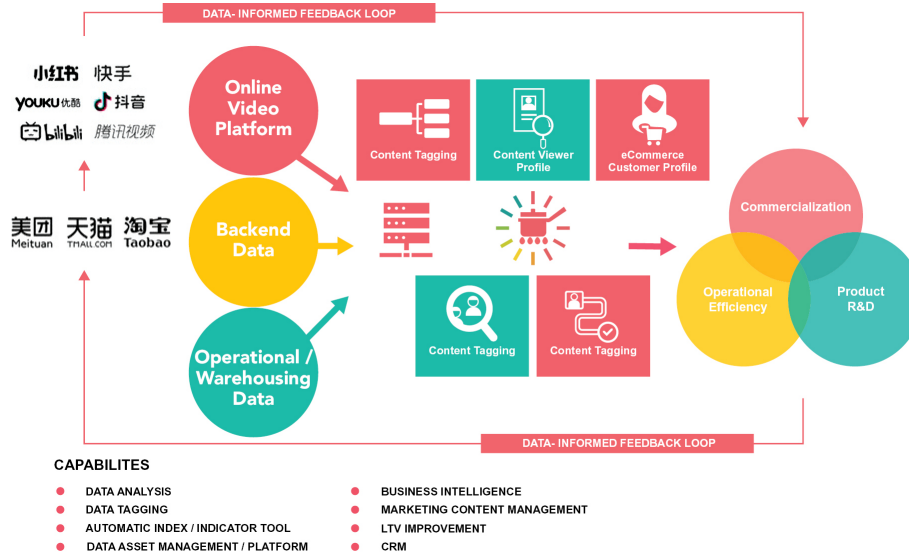 DATA- INFORMED FEEDBACK LOOP
小红书 快手
YOUKU优酷 抖音
bilibili 腾讯视频
美团 天猫 淘宝
Meituan TMALL.COM Taobao
Online
Video
Platform
Backend
Data
Operational /
Warehousing
Data
Content Tagging
Content Viewer
Profile
eCommerce
Customer Profile
Content Tagging
Content Tagging
Commercialization
Operational
Efficiency
Product
R&D
DATA- INFORMED FEEDBACK LOOP
CAPABILITES
DATA ANALYSIS
DATA TAGGING
AUTOMATIC INDEX / INDICATOR TOOL
DATA ASSET MANAGEMENT / PLATFORM
BUSINESS INTELLIGENCE
MARKETING CONTENT MANAGEMENT
LTV IMPROVEMENT
CRM